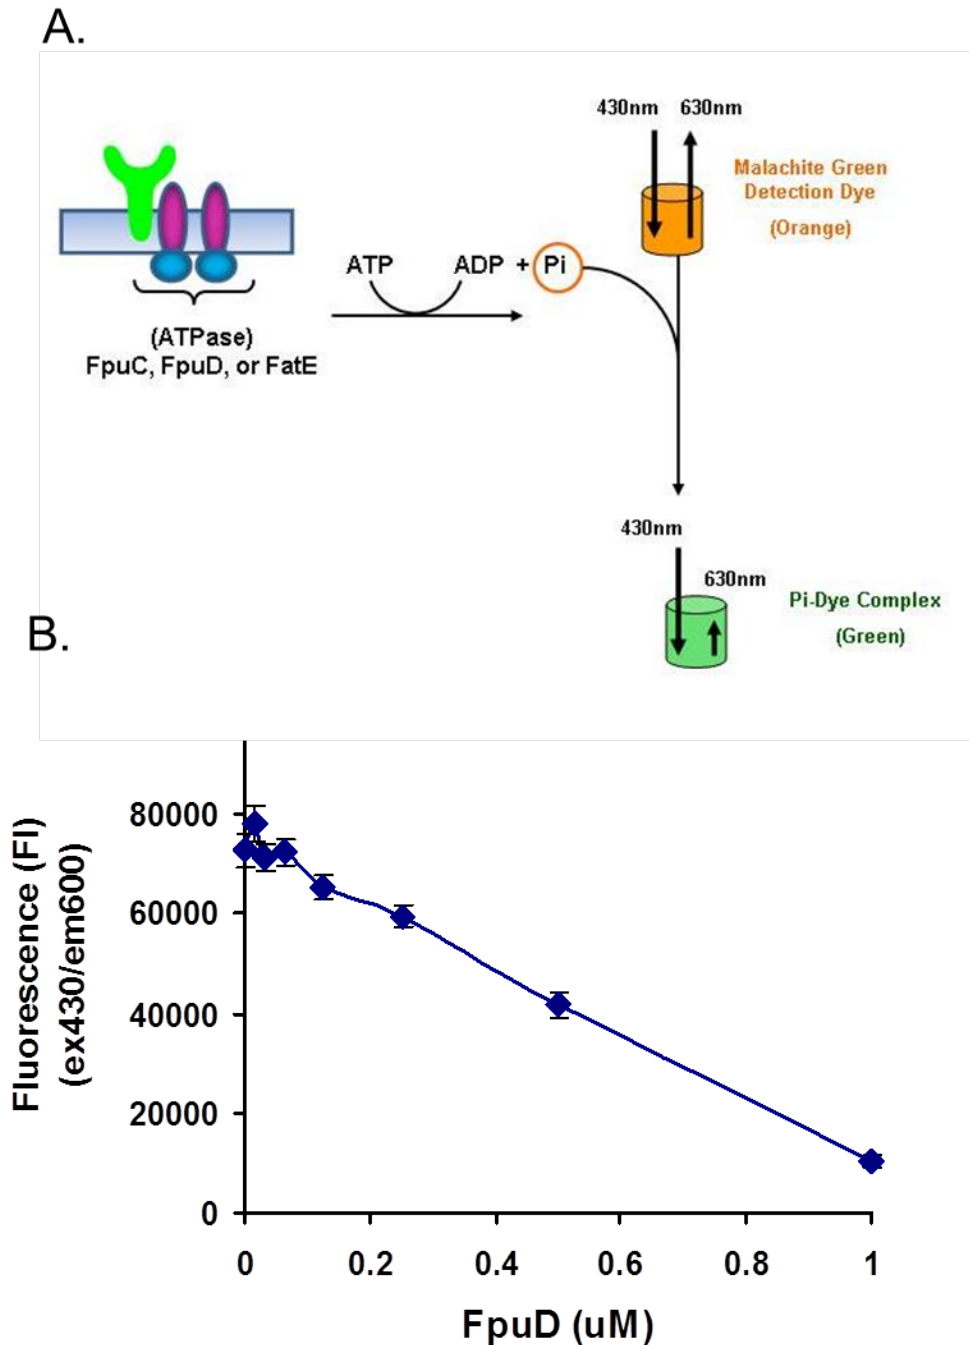 A.
430nm 630nm
Malachite Green
Detection Dye
(Orange)
ATP ADP + Pi
(ATPase)
FpuC, FpuD, or FatE
430nm
630nm
Pi-Dye Complex
(Green)
B.
Fluorescence (FI)
(ex430/em600)
80000
60000
40000
20000
0
0 0.2 0.4 0.6 0.8 1
FpuD (uM)